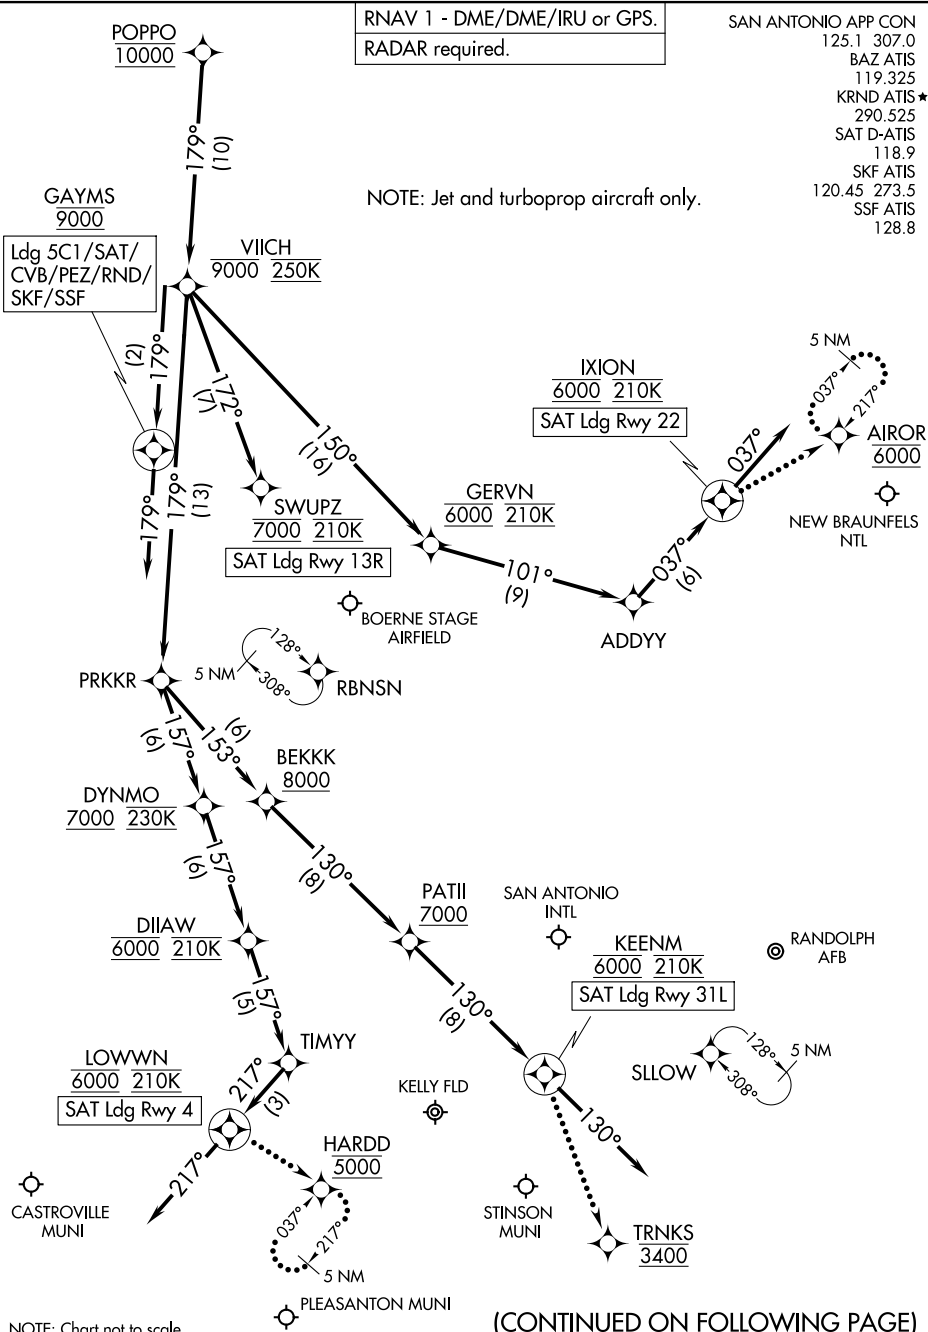 RNAV 1 - DME/DME/IRU or GPS.
RADAR required.
SAN ANTONIO APP CON
125.1 307.0
BAZ ATIS
119.325
KRND ATIS★
290.525
SAT D-ATIS
118.9
SKF ATIS
120.45 273.5
SSF ATIS
128.8
POPPO
10000
179°
(10)
NOTE: Jet and turboprop aircraft only.
GAYMS
9000
Ldg 5C1/SAT/
CVB/PEZ/RND/
SKF/SSF
VIICH
9000 250K
(2)
179°
179°
179°
(13)
172°
(7)
150°
(16)
SWUPZ
7000 210K
SAT Ldg Rwy 13R
GERVN
6000 210K
101°
(9)
IXION
6000 210K
SAT Ldg Rwy 22
037°
037°
(6)
ADDYY
5 NM
037°
217°
AIROR
6000
NEW BRAUNFELS
NTL
BOERNE STAGE
AIRFIELD
PRKKR
5 NM
128°
308°
RBNSN
157°
(6)
153°
(6)
DYNMO
7000 230K
BEKKK
8000
157°
(6)
130°
(8)
DIIAW
6000 210K
PATII
7000
SAN ANTONIO
INTL
KEENM
6000 210K
SAT Ldg Rwy 31L
RANDOLPH
AFB
157°
(5)
130°
(8)
TIMYY
LOWWN
6000 210K
SAT Ldg Rwy 4
217°
(3)
217°
KELLY FLD
SLLOW
128°
308°
5 NM
130°
HARDD
5000
037°
217°
5 NM
CASTROVILLE
MUNI
STINSON
MUNI
TRNKS
3400
PLEASANTON MUNI
NOTE: Chart not to scale
(CONTINUED ON FOLLOWING PAGE)